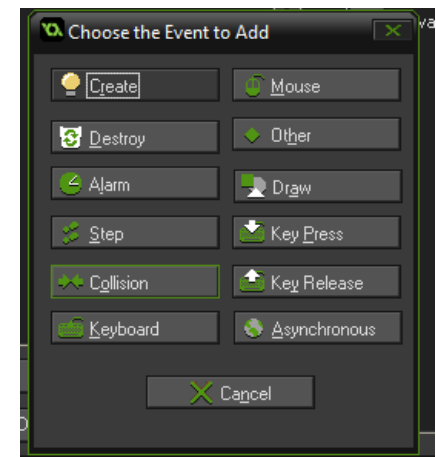 Choose the Event to Add
va
Create
Mouse
Destroy
Other
Alarm
Draw
Step
Key Press
Collision
Key Release
Keyboard
Asynchronous
Cancel